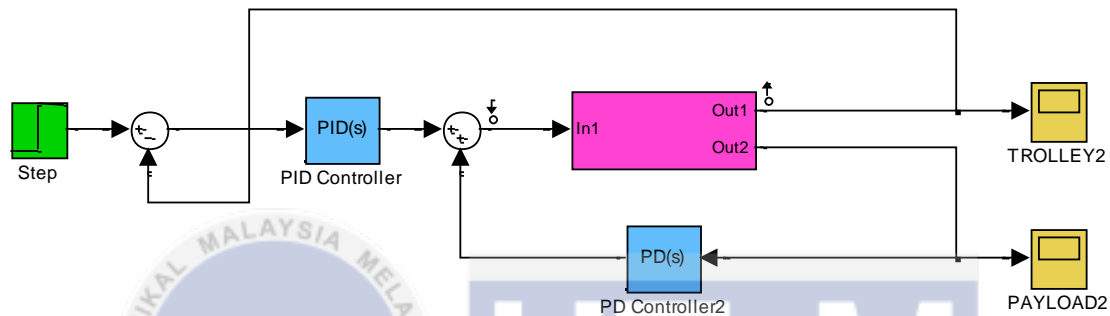 Step
PID(s)
PID Controller
In1
Out1
Out2
TROLLEY2
PD(s)
PD Controller2
PAYLOAD2
MALAYSIA